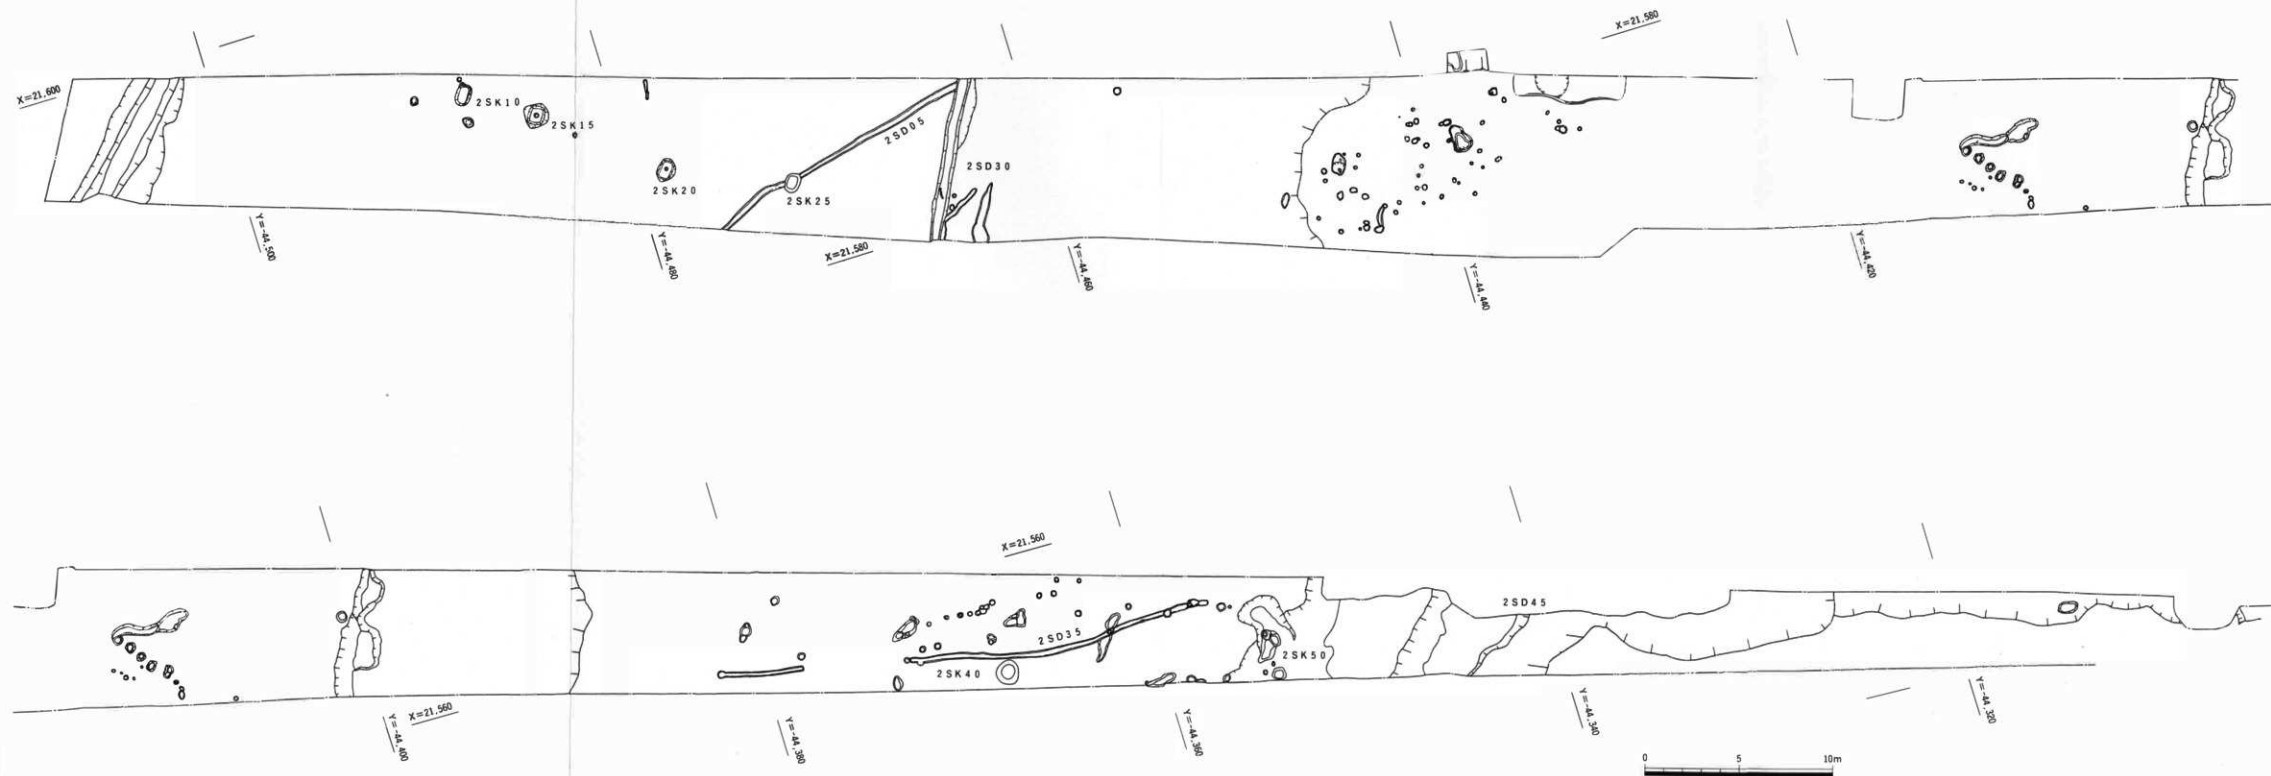 X=21,580
X=21,600
2SK10
2SK15
2SD05
2SD30
2SK20
2SK25
Y=-44,500
Y=-44,480
X=21,580
Y=-44,460
Y=-44,440
Y=-44,420
X=21,560
2SD45
2SD35
2SK50
2SK40
Y=-44,400
X=21,560
Y=-44,380
Y=-44,360
Y=-44,340
Y=-44,320
0 5 10m